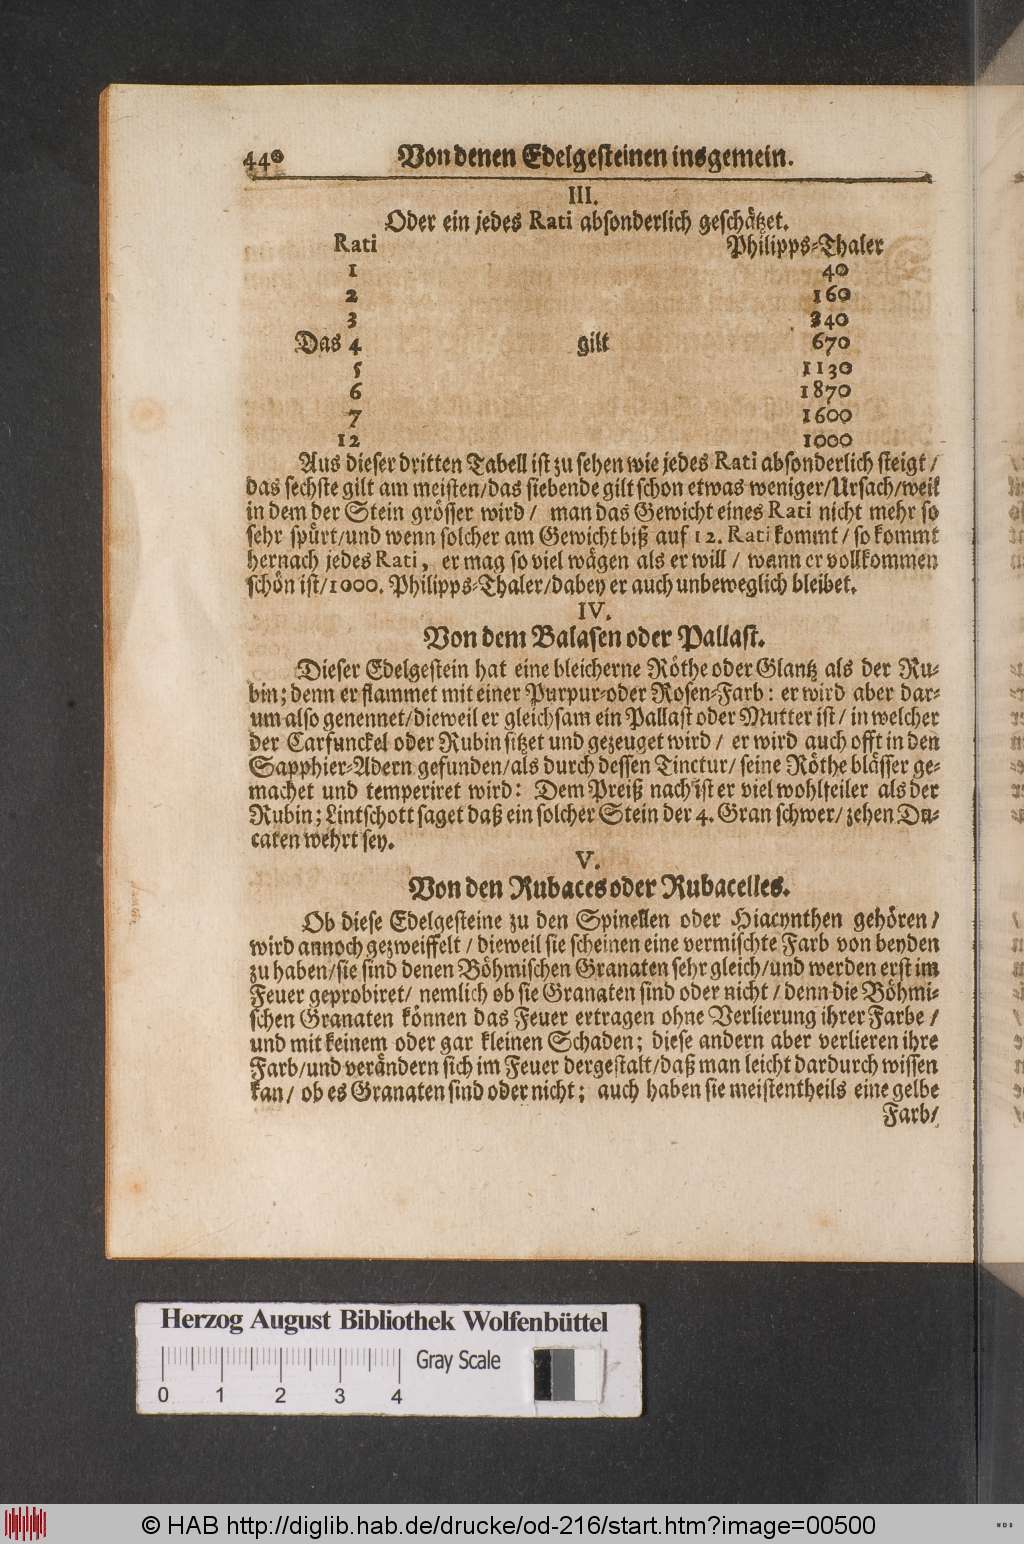 440 Von denen Edelgesteinen insgemein.
III.
Oder ein jedes Rati absonderlich geschätzet.
Rati Philipps-Thaler
1 40
2 160
3 340
Das 4 gilt 670
5 1130
6 1870
7 1600
12 1000
Aus dieser dritten Tabell ist zu sehen wie jedes Rati absonderlich steigt /
das sechste gilt am meisten/das siebende gilt schon etwas weniger/Ursach/weil
in dem der Stein grösser wird / man das Gewicht eines Rati nicht mehr so
sehr spürt/und wenn solcher am Gewicht biß auf 12. Rati kommt / so kommt
hernach jedes Rati, er mag so viel wägen als er will / wann er vollkommen
schön ist/1000. Philipps-Thaler/dabey er auch unbeweglich bleibet.
IV.
Von dem Balasen oder Pallast.
Dieser Edelgestein hat eine bleicherne Röthe oder Glantz als der Ru-
bin; denn er flammet mit einer Purpur-oder Rosen-Farb: er wird aber dar-
um also genennet/dieweil er gleichsam ein Pallast oder Mutter ist / in welcher
der Carfunckel oder Rubin sitzet und gezeuget wird / er wird auch offt in den
Sapphier-Adern gefunden/als durch dessen Tinctur/ seine Röthe blässer ge-
machet und temperiret wird: Dem Preiß nach ist er viel wohlfeiler als der
Rubin; Lintschott saget daß ein solcher Stein der 4. Gran schwer/ zehen Du-
caten wehrt sey.
V.
Von den Rubaces oder Rubacelles.
Ob diese Edelgesteine zu den Spinellen oder Hiacynthen gehören /
wird annoch gezweiffelt / dieweil sie scheinen eine vermischte Farb von beyden
zu haben/sie sind denen Böhmischen Granaten sehr gleich/und werden erst im
Feuer geprobiret/ nemlich ob sie Granaten sind oder nicht / denn die Böhmi-
schen Granaten können das Feuer ertragen ohne Verlierung ihrer Farbe /
und mit keinem oder gar kleinen Schaden; diese andern aber verlieren ihre
Farb/und verändern sich im Feuer dergestalt/daß man leicht dardurch wissen
kan/ ob es Granaten sind oder nicht; auch haben sie meistentheils eine gelbe
Farb/
Herzog August Bibliothek Wolfenbüttel
Gray Scale
0 1 2 3 4
© HAB http://diglib.hab.de/drucke/od-216/start.htm?image=00500